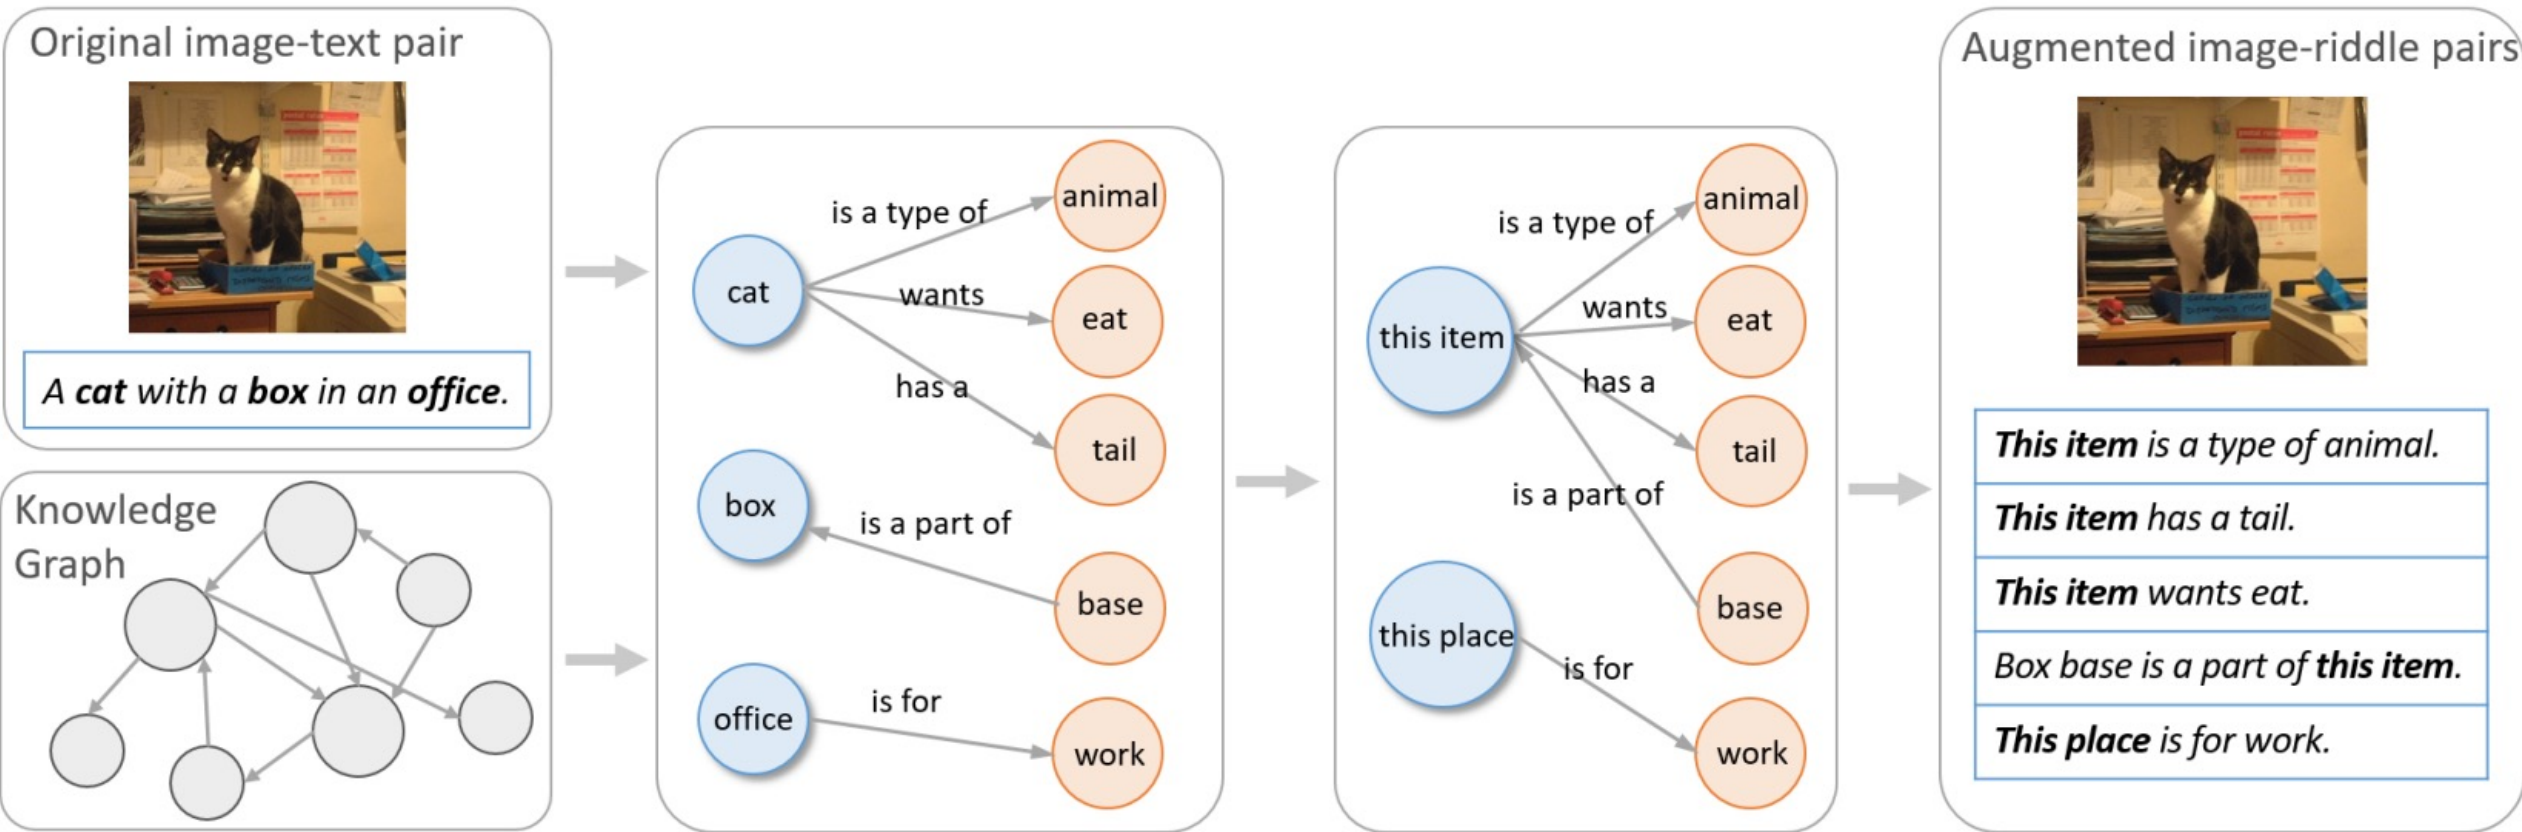 Original image-text pair
A cat with a box in an office.
Knowledge
Graph
cat
is a type of
animal
wants
eat
has a
tail
box
is a part of
base
office
is for
work
this item
is a type of
animal
wants
eat
has a
tail
is a part of
base
this place
is for
work
Augmented image-riddle pairs
This item is a type of animal.
This item has a tail.
This item wants eat.
Box base is a part of this item.
This place is for work.